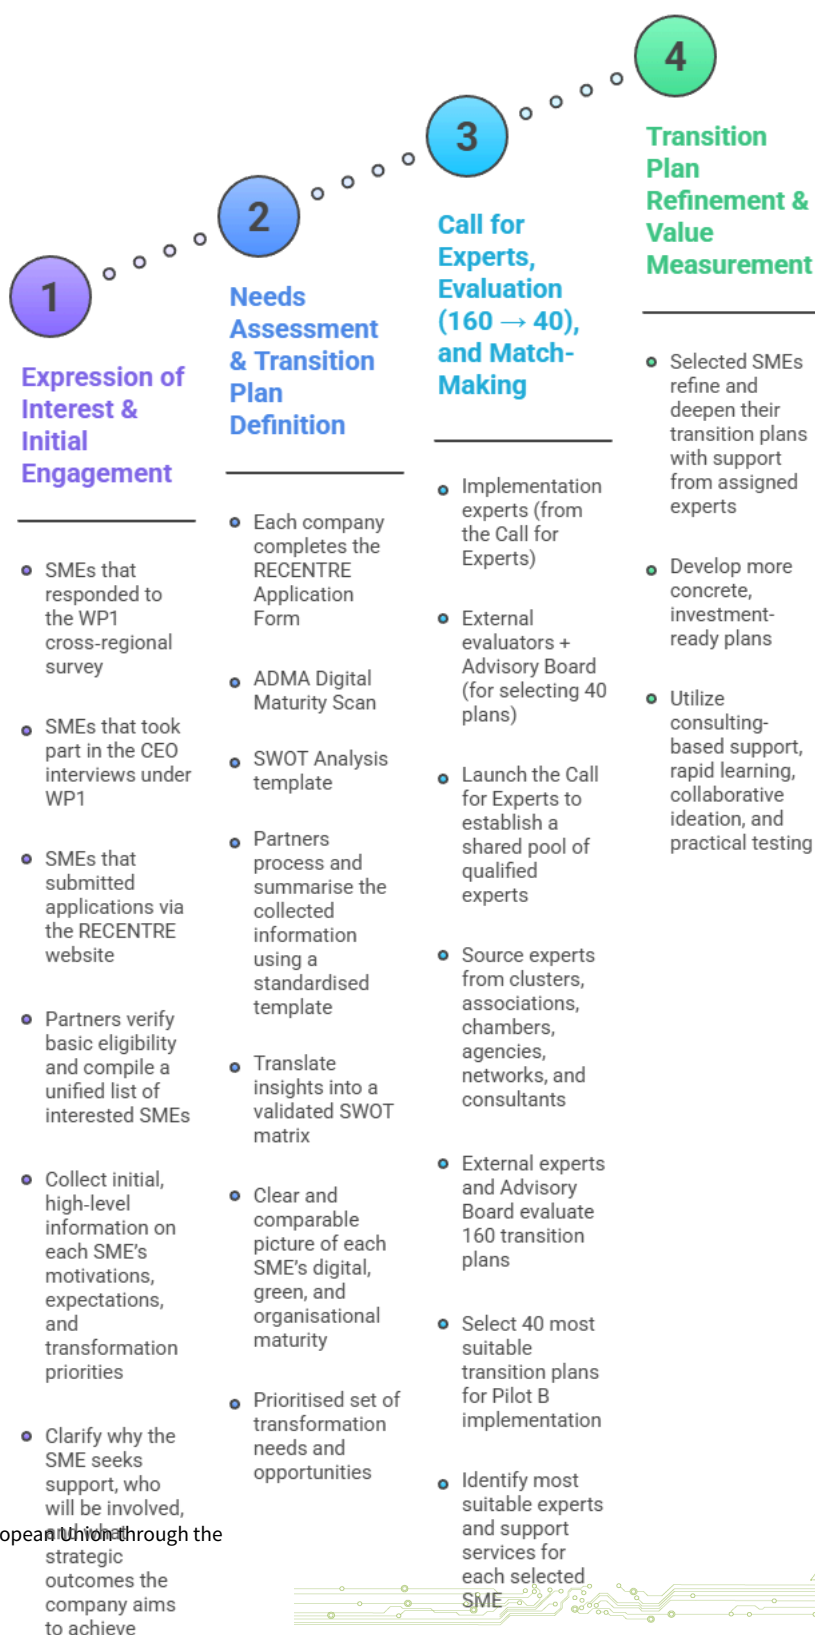 1
Expression of
Interest &
Initial
Engagement
SMEs that
responded to
the WP1
cross-regional
survey
SMEs that took
part in the CEO
interviews under
WP1
SMEs that
submitted
applications via
the RECENTRE
website
Partners verify
basic eligibility
and compile a
unified list of
interested SMEs
Collect initial,
high-level
information on
each SME's
motivations,
expectations,
and
transformation
priorities
Clarify why the
SME seeks
support, who
will be involved,
and what
strategic
outcomes the
company aims
to achieve
2
Needs
Assessment
& Transition
Plan
Definition
Each company
completes the
RECENTRE
Application
Form
ADMA Digital
Maturity Scan
SWOT Analysis
template
Partners
process and
summarise the
collected
information
using a
standardised
template
Translate
insights into a
validated SWOT
matrix
Clear and
comparable
picture of each
SME's digital,
green, and
organisational
maturity
Prioritised set of
transformation
needs and
opportunities
3
Call for
Experts,
Evaluation
(160 → 40),
and Match-
Making
Implementation
experts (from
the Call for
Experts)
External
evaluators +
Advisory Board
(for selecting 40
plans)
Launch the Call
for Experts to
establish a
shared pool of
qualified
experts
Source experts
from clusters,
associations,
chambers,
agencies,
networks, and
consultants
External experts
and Advisory
Board evaluate
160 transition
plans
Select 40 most
suitable
transition plans
for Pilot B
implementation
Identify most
suitable experts
and support
services for
each selected
SME
4
Transition
Plan
Refinement &
Value
Measurement
Selected SMEs
refine and
deepen their
transition plans
with support
from assigned
experts
Develop more
concrete,
investment-
ready plans
Utilize
consulting-
based support,
rapid learning,
collaborative
ideation, and
practical testing
opean Union through the